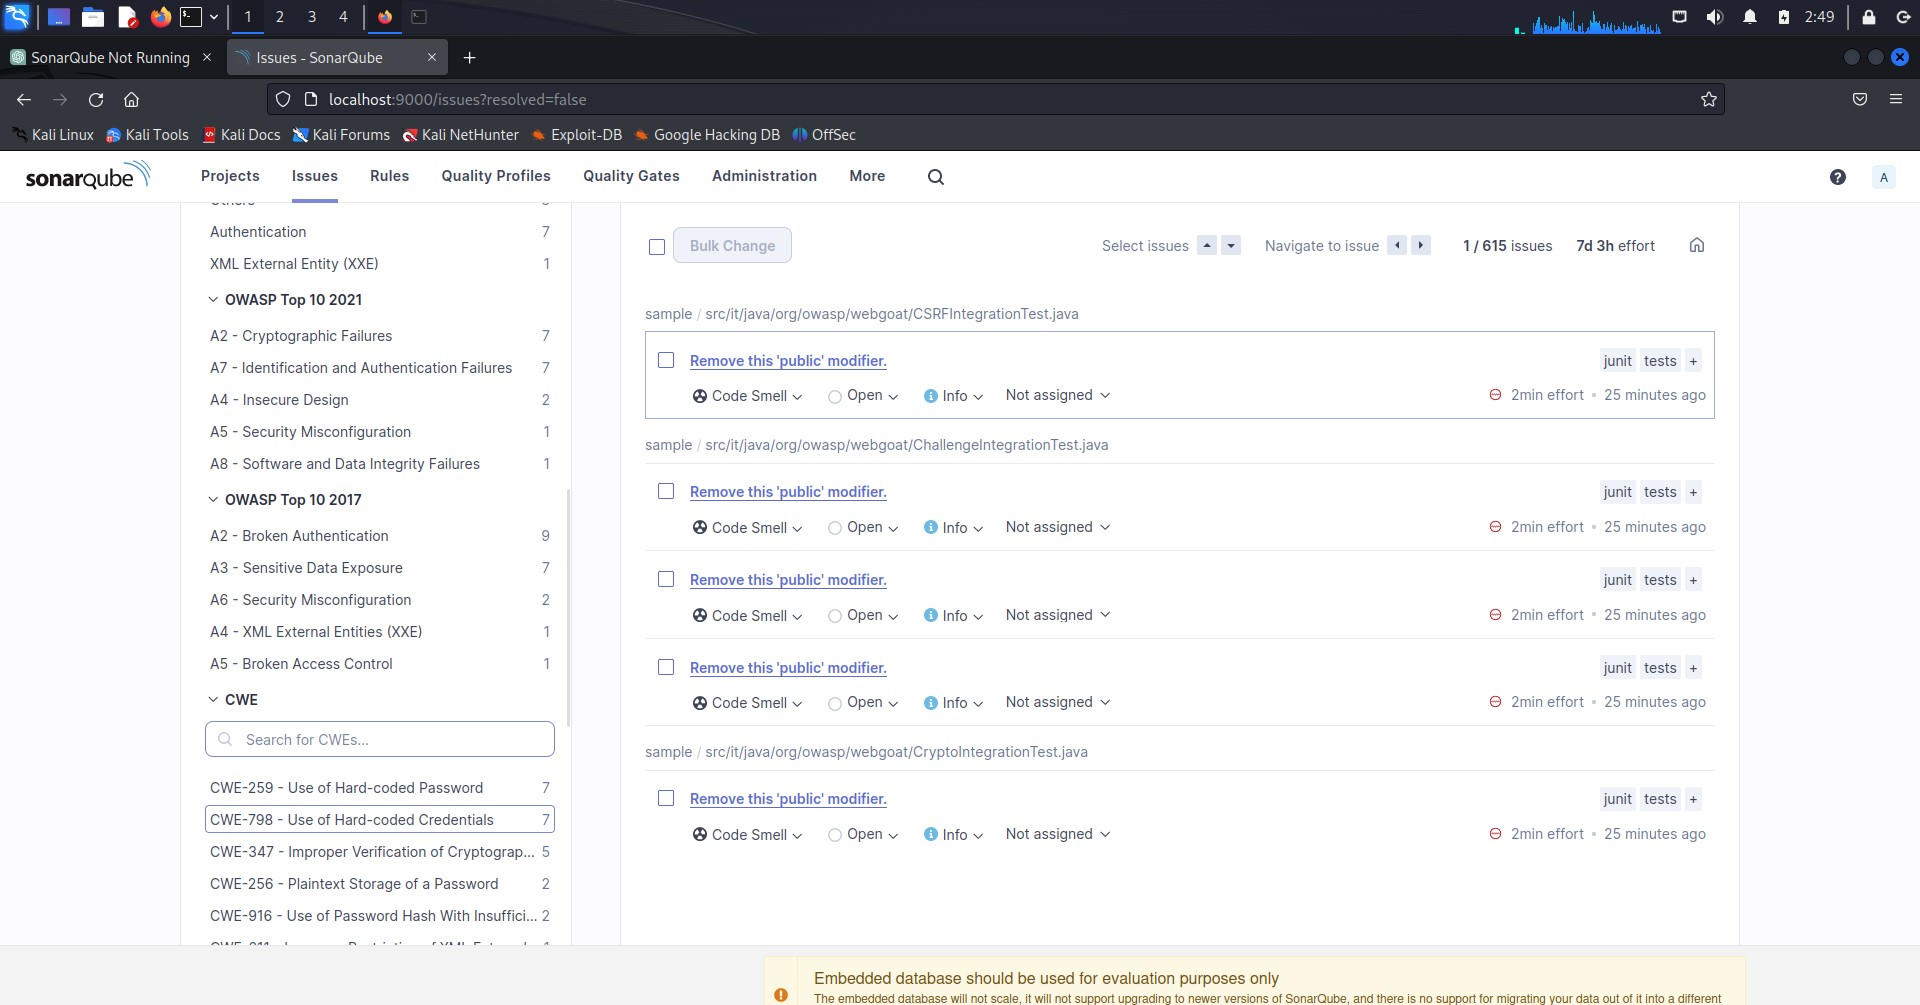 1 2 3 4
2:49
SonarQube Not Running
Issues - SonarQube
localhost:9000/issues?resolved=false
Kali Linux Kali Tools Kali Docs Kali Forums Kali NetHunter Exploit-DB Google Hacking DB OffSec
sonarqube Projects Issues Rules Quality Profiles Quality Gates Administration More ? A
Others
Authentication 7
XML External Entity (XXE) 1
OWASP Top 10 2021
A2 - Cryptographic Failures 7
A7 - Identification and Authentication Failures 7
A4 - Insecure Design 2
A5 - Security Misconfiguration 1
A8 - Software and Data Integrity Failures 1
OWASP Top 10 2017
A2 - Broken Authentication 9
A3 - Sensitive Data Exposure 7
A6 - Security Misconfiguration 2
A4 - XML External Entities (XXE) 1
A5 - Broken Access Control 1
CWE
Search for CWEs...
CWE-259 - Use of Hard-coded Password 7
CWE-798 - Use of Hard-coded Credentials 7
CWE-347 - Improper Verification of Cryptograp... 5
CWE-256 - Plaintext Storage of a Password 2
CWE-916 - Use of Password Hash With Insuffici... 2
Bulk Change Select issues Navigate to issue 1 / 615 issues 7d 3h effort
sample / src/it/java/org/owasp/webgoat/CSRFIntegrationTest.java
Remove this 'public' modifier. junit tests +
Code Smell Open Info Not assigned 2min effort • 25 minutes ago
sample / src/it/java/org/owasp/webgoat/ChallengeIntegrationTest.java
Remove this 'public' modifier. junit tests +
Code Smell Open Info Not assigned 2min effort • 25 minutes ago
Remove this 'public' modifier. junit tests +
Code Smell Open Info Not assigned 2min effort • 25 minutes ago
Remove this 'public' modifier. junit tests +
Code Smell Open Info Not assigned 2min effort • 25 minutes ago
sample / src/it/java/org/owasp/webgoat/CryptoIntegrationTest.java
Remove this 'public' modifier. junit tests +
Code Smell Open Info Not assigned 2min effort • 25 minutes ago
Embedded database should be used for evaluation purposes only
The embedded database will not scale, it will not support upgrading to newer versions of SonarQube, and there is no support for migrating your data out of it into a different